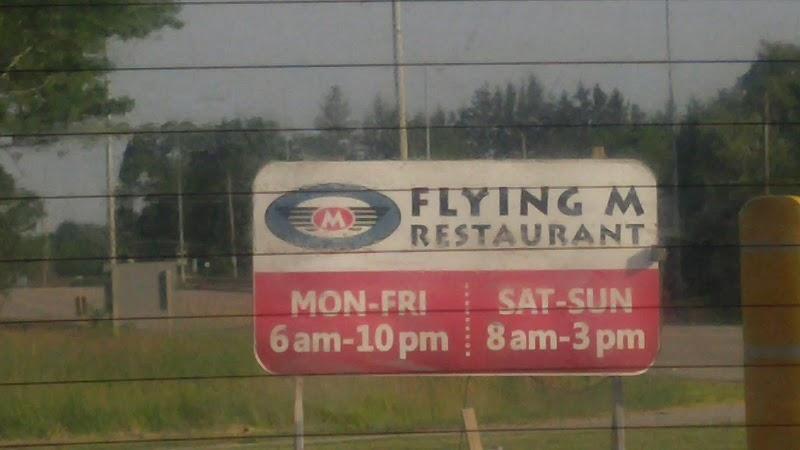 M
FLYING M
RESTAURANT
MON-FRI
6 am-10 pm
SAT-SUN
8 am-3 pm